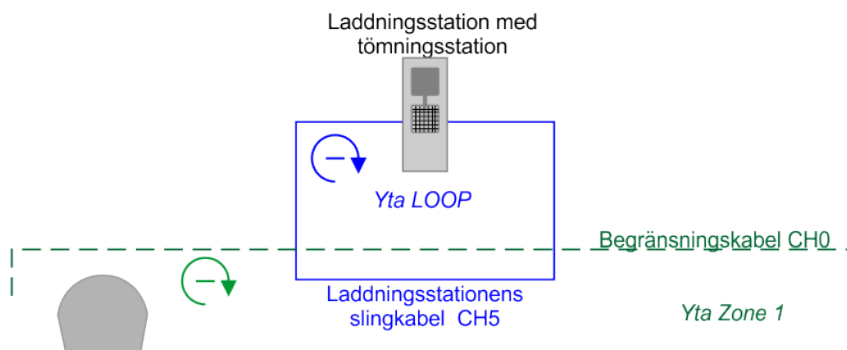 Laddningsstation med
tömningsstation
Yta LOOP
Begränsningskabel CH0
Laddningsstationens
slingkabel CH5
Yta Zone 1